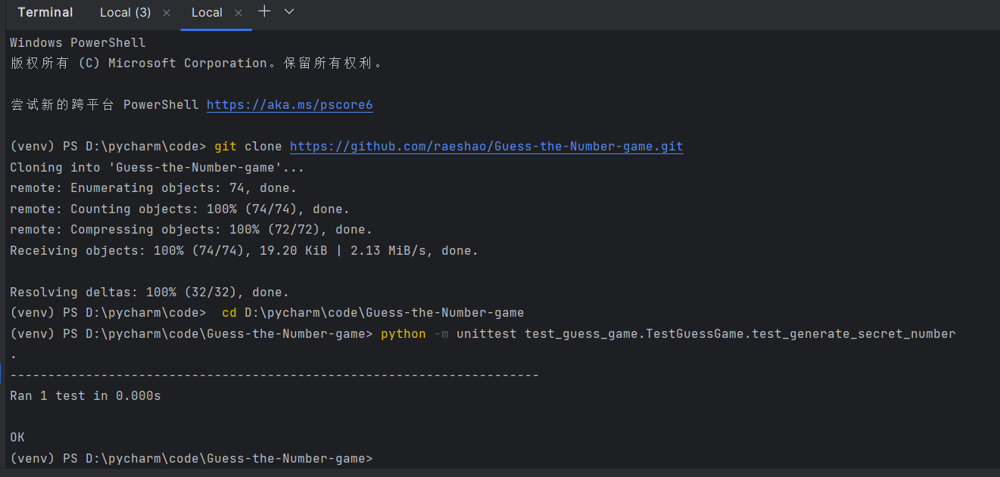 Terminal Local (3) × Local × + 
Windows PowerShell
版权所有 (C) Microsoft Corporation。保留所有权利。
尝试新的跨平台 PowerShell https://aka.ms/pscore6
(venv) PS D:\pycharm\code> git clone https://github.com/raeshao/Guess-the-Number-game.git
Cloning into 'Guess-the-Number-game'...
remote: Enumerating objects: 74, done.
remote: Counting objects: 100% (74/74), done.
remote: Compressing objects: 100% (72/72), done.
Receiving objects: 100% (74/74), 19.20 KiB | 2.13 MiB/s, done.
Resolving deltas: 100% (32/32), done.
(venv) PS D:\pycharm\code>  cd D:\pycharm\code\Guess-the-Number-game
(venv) PS D:\pycharm\code\Guess-the-Number-game> python -m unittest test_guess_game.TestGuessGame.test_generate_secret_number
.
----------------------------------------------------------------------
Ran 1 test in 0.000s
OK
(venv) PS D:\pycharm\code\Guess-the-Number-game>